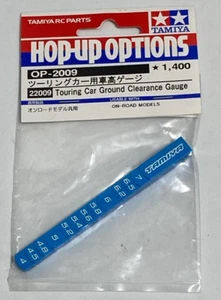 TAMIYA RC PARTS
TAMIYA
HOP-UP OPTIONS
OP-2009
★ 1,400
ツーリングカー用車高ゲージ
22009 Touring Car Ground Clearance Gauge
USABLE WITH
オンロードモデル汎用
ON-ROAD MODELS
TAMIYA